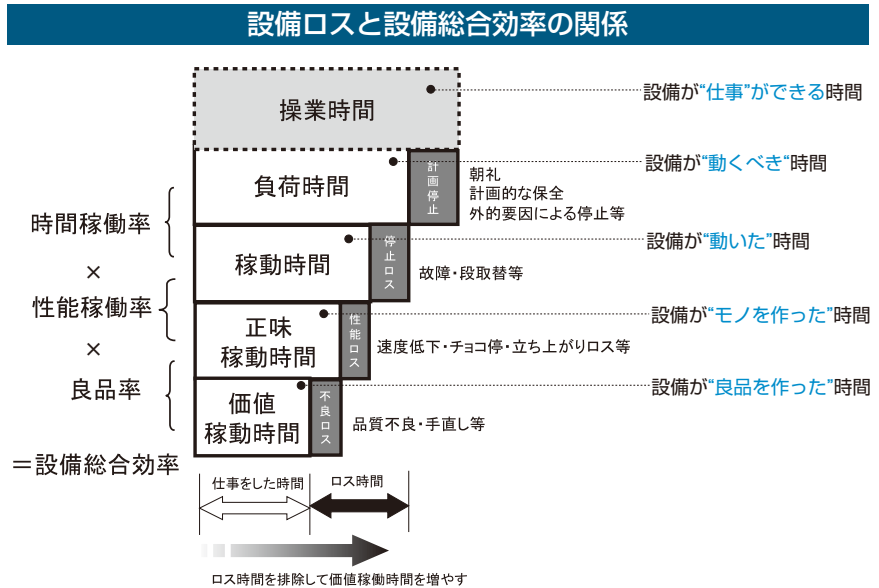 設備ロスと設備総合効率の関係
操業時間
設備が“仕事”ができる時間
負荷時間
計画停止
朝礼
計画的な保全
外的要因による停止等
設備が“動くべき“時間
時間稼働率
稼動時間
停止ロス
故障・段取替等
設備が“動いた”時間
×
性能稼働率
正味
稼働時間
性能ロス
速度低下・チョコ停・立ち上がりロス等
設備が“モノを作った”時間
×
良品率
価値
稼働時間
不良ロス
品質不良・手直し等
設備が“良品を作った”時間
＝設備総合効率
仕事をした時間
ロス時間
ロス時間を排除して価値稼働時間を増やす